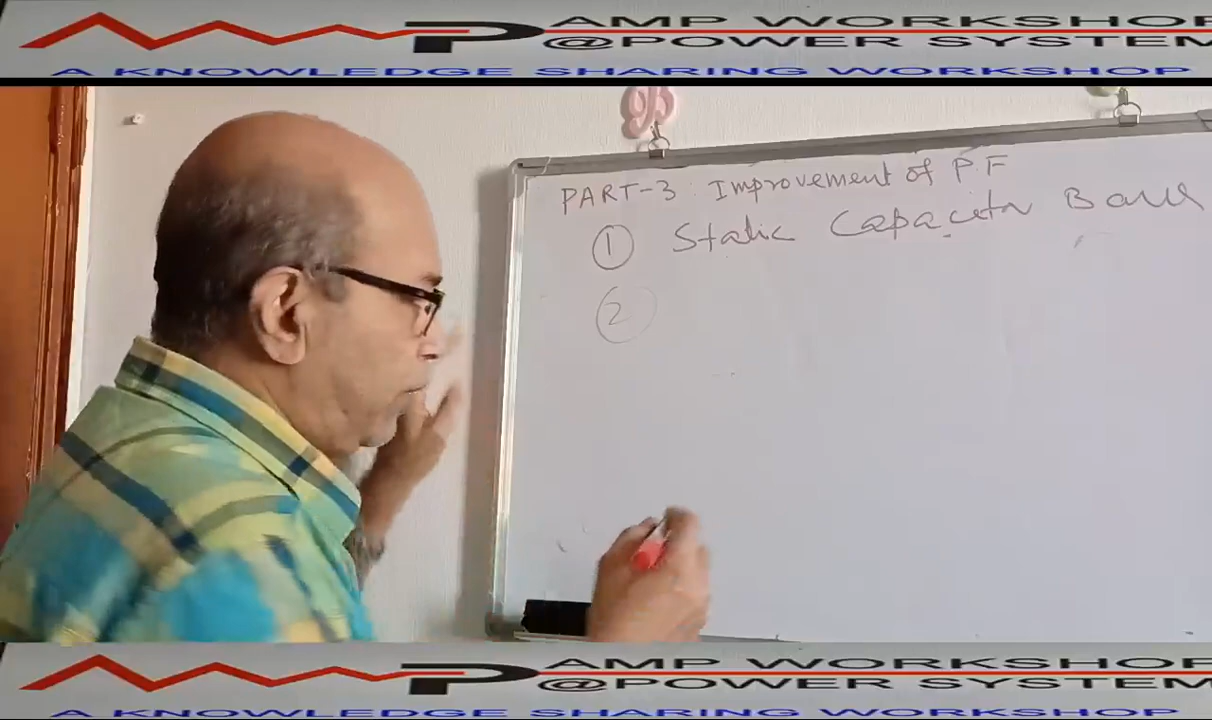 AMP WORKSHOP
@POWER SYSTEM
A KNOWLEDGE SHARING WORKSHOP
PART-3: Improvement of P.F
① Static Capacitor Bank
②
AMP WORKSHOP
@POWER SYSTEM
A KNOWLEDGE SHARING WORKSHOP